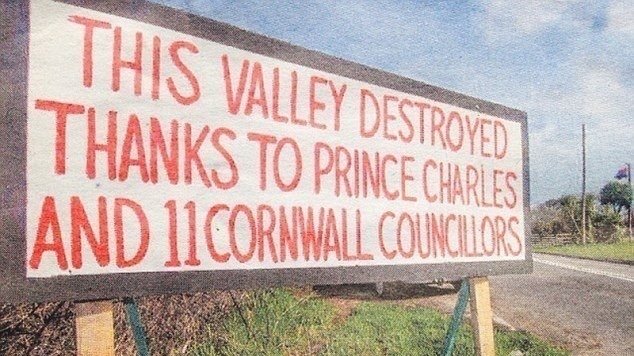 THIS VALLEY DESTROYED
THANKS TO PRINCE CHARLES
AND 11 CORNWALL COUNCILLORS